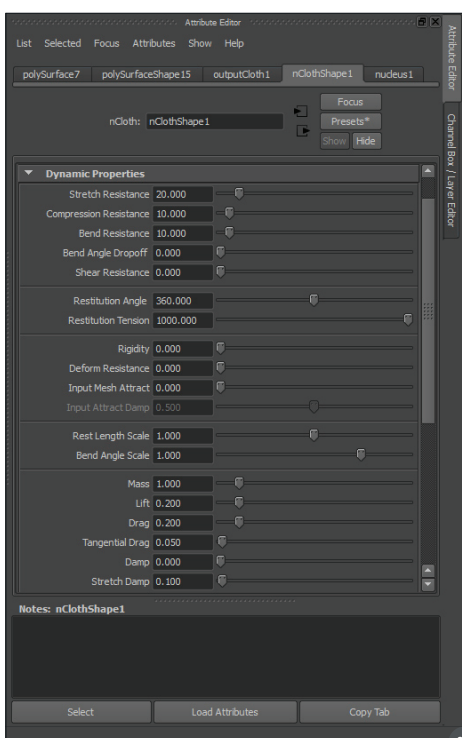 Attribute Editor
List Selected Focus Attributes Show Help
polySurface7 polySurfaceShape15 outputCloth1 nClothShape1 nucleus1
Focus
nCloth: nClothShape1
Presets*
Show Hide
Dynamic Properties
Stretch Resistance 20.000
Compression Resistance 10.000
Bend Resistance 10.000
Bend Angle Dropoff 0.000
Shear Resistance 0.000
Restitution Angle 360.000
Restitution Tension 1000.000
Rigidity 0.000
Deform Resistance 0.000
Input Mesh Attract 0.000
Input Attract Damp 0.500
Rest Length Scale 1.000
Bend Angle Scale 1.000
Mass 1.000
Lift 0.200
Drag 0.200
Tangential Drag 0.050
Damp 0.000
Stretch Damp 0.100
Notes: nClothShape1
Select Load Attributes Copy Tab
Attribute Editor
Channel Box / Layer Editor